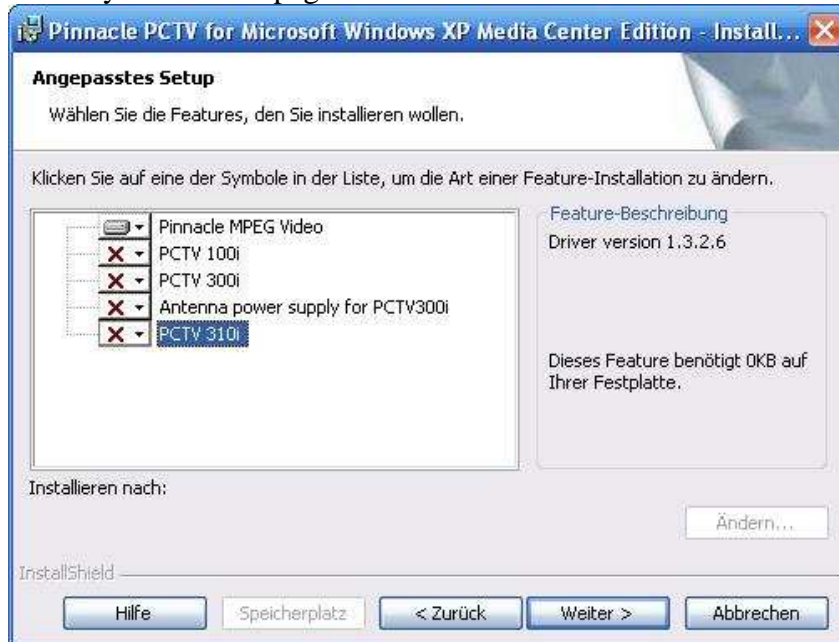 Pinnacle PCTV for Microsoft Windows XP Media Center Edition - Install...
Angepasstes Setup
Wählen Sie die Features, den Sie installieren wollen.
Klicken Sie auf eine der Symbole in der Liste, um die Art einer Feature-Installation zu ändern.
Pinnacle MPEG Video
PCTV 100i
PCTV 300i
Antenna power supply for PCTV300i
PCTV 310i
Feature-Beschreibung
Driver version 1.3.2.6
Dieses Feature benötigt 0KB auf
Ihrer Festplatte.
Installieren nach:
Ändern...
InstallShield
Hilfe
Speicherplatz
< Zurück
Weiter >
Abbrechen